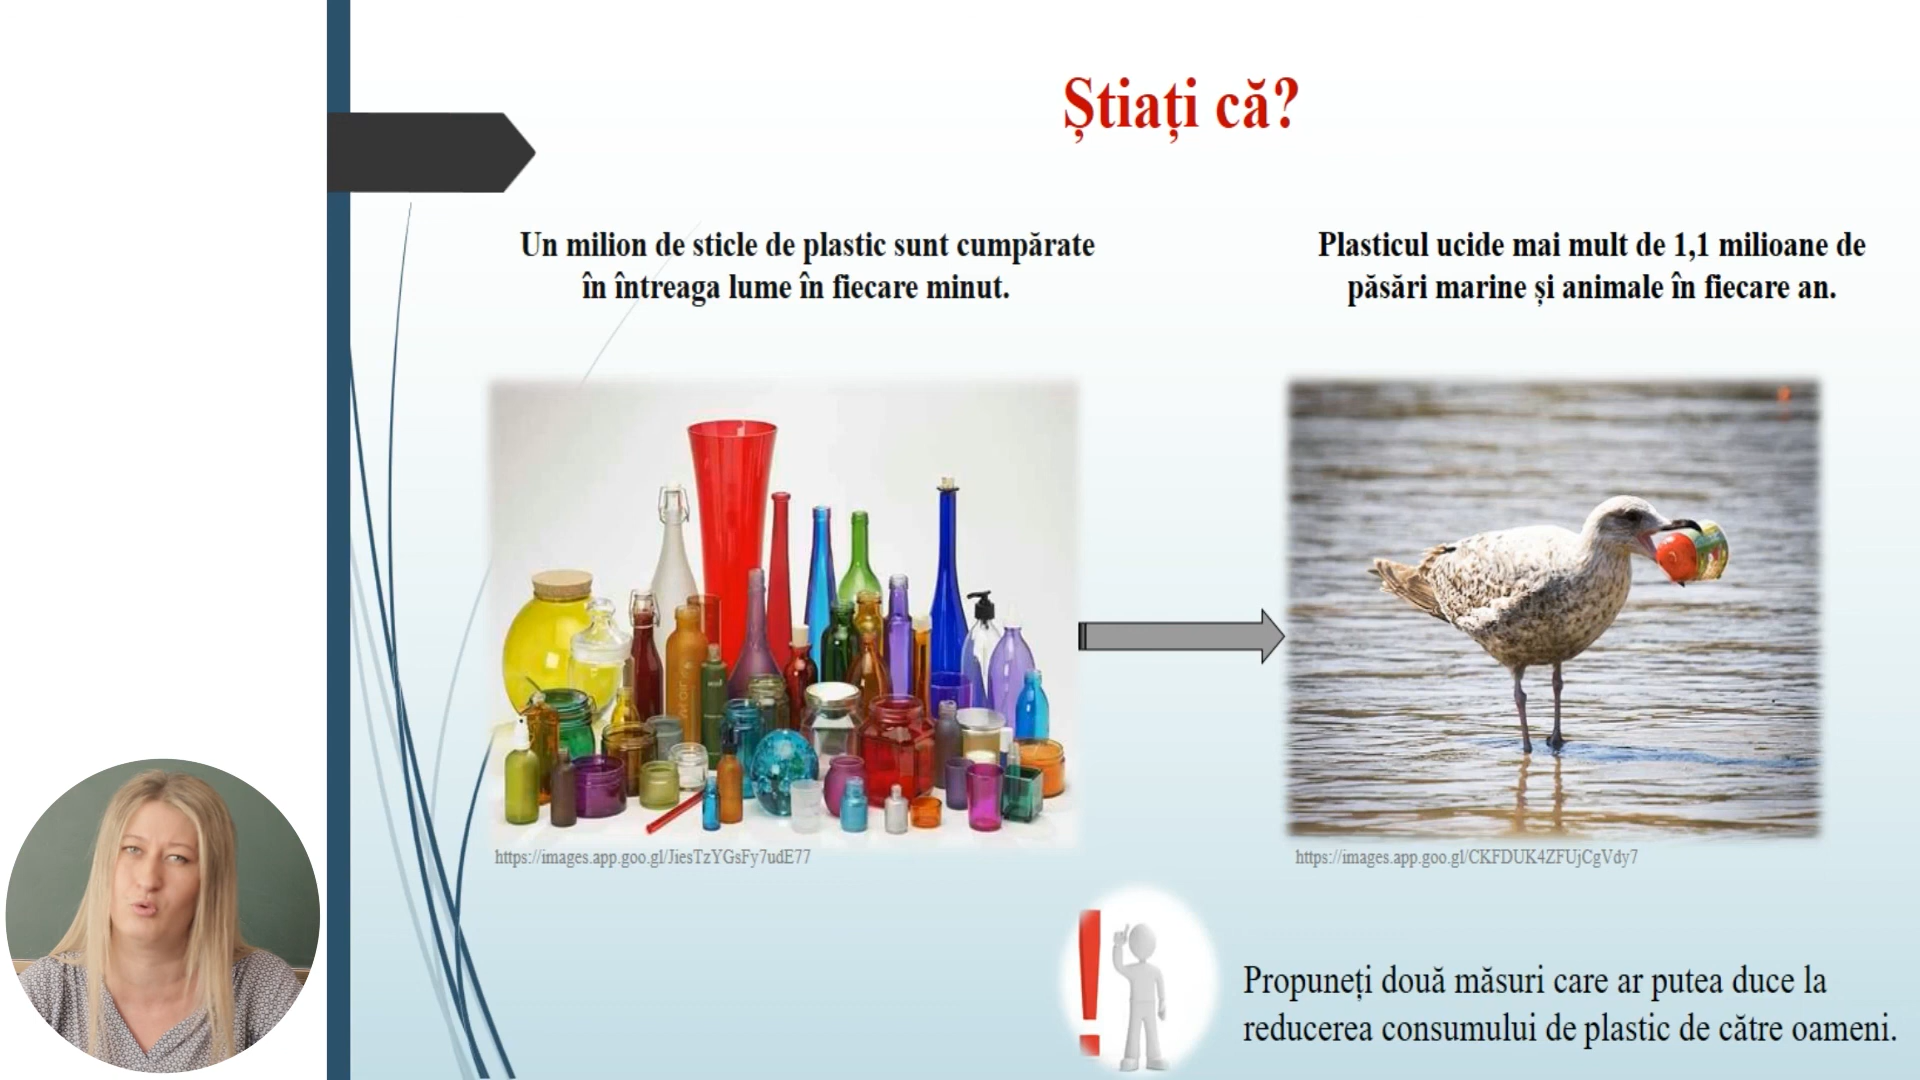 Știați că?
Un milion de sticle de plastic sunt cumpărate
în întreaga lume în fiecare minut.
Plasticul ucide mai mult de 1,1 milioane de
păsări marine și animale în fiecare an.
https://images.app.goo.gl/JiesTzYGsFy7udE77
https://images.app.goo.gl/CKFDUK4ZFUjCgVdy7
Propuneți două măsuri care ar putea duce la
reducerea consumului de plastic de către oameni.